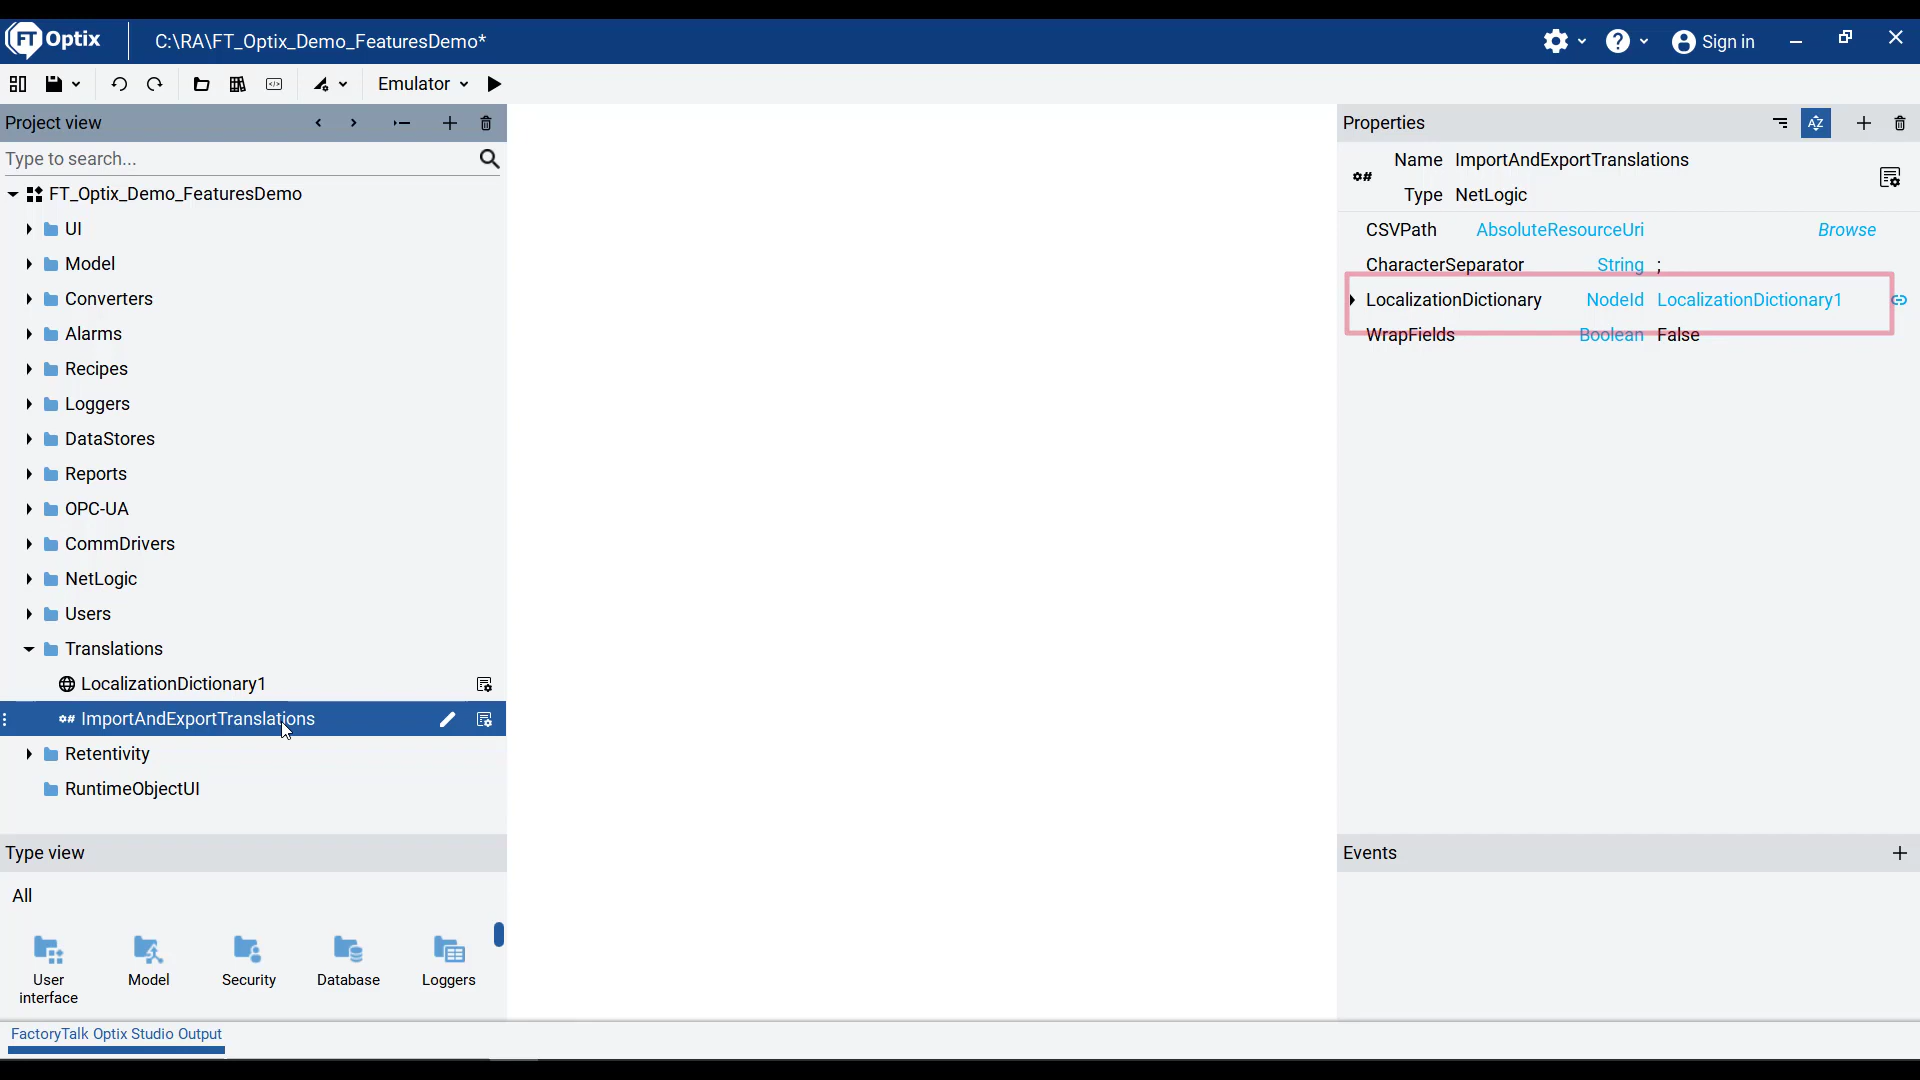 FT Optix
C:\RA\FT_Optix_Demo_FeaturesDemo*
Sign in
Emulator
Project view
Type to search...
FT_Optix_Demo_FeaturesDemo
UI
Model
Converters
Alarms
Recipes
Loggers
DataStores
Reports
OPC-UA
CommDrivers
NetLogic
Users
Translations
LocalizationDictionary1
ImportAndExportTranslations
Retentivity
RuntimeObjectUI
Type view
All
User interface
Model
Security
Database
Loggers
FactoryTalk Optix Studio Output
Properties
Name ImportAndExportTranslations
Type NetLogic
CSVPath AbsoluteResourceUri Browse
CharacterSeparator String ;
LocalizationDictionary NodeId LocalizationDictionary1
WrapFields Boolean False
Events